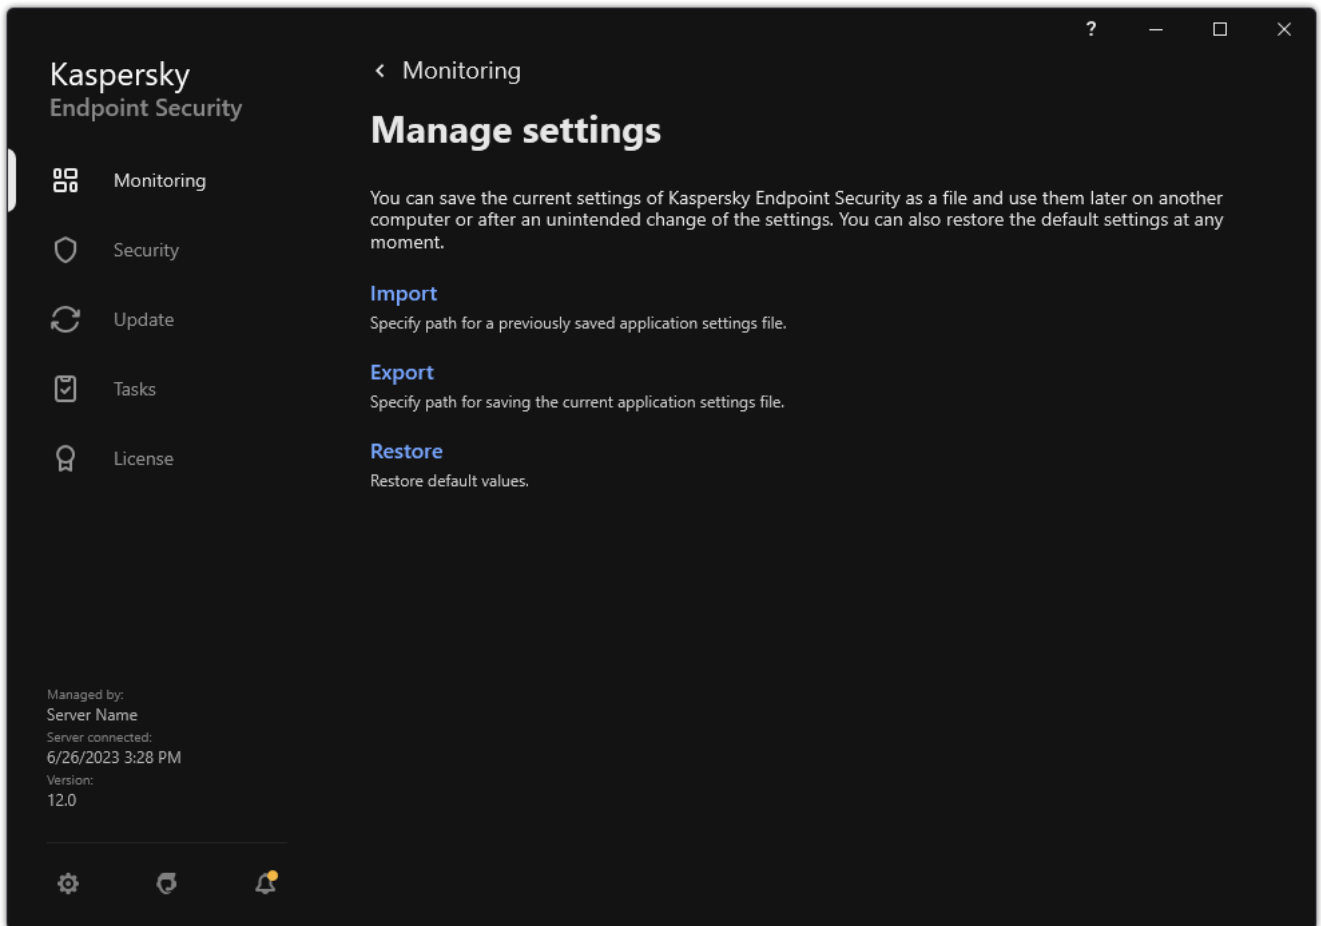 ?
Kaspersky
Endpoint Security
Monitoring
Security
Update
Tasks
License
Managed by:
Server Name
Server connected:
6/26/2023 3:28 PM
Version:
12.0
Monitoring
Manage settings
You can save the current settings of Kaspersky Endpoint Security as a file and use them later on another
computer or after an unintended change of the settings. You can also restore the default settings at any
moment.
Import
Specify path for a previously saved application settings file.
Export
Specify path for saving the current application settings file.
Restore
Restore default values.